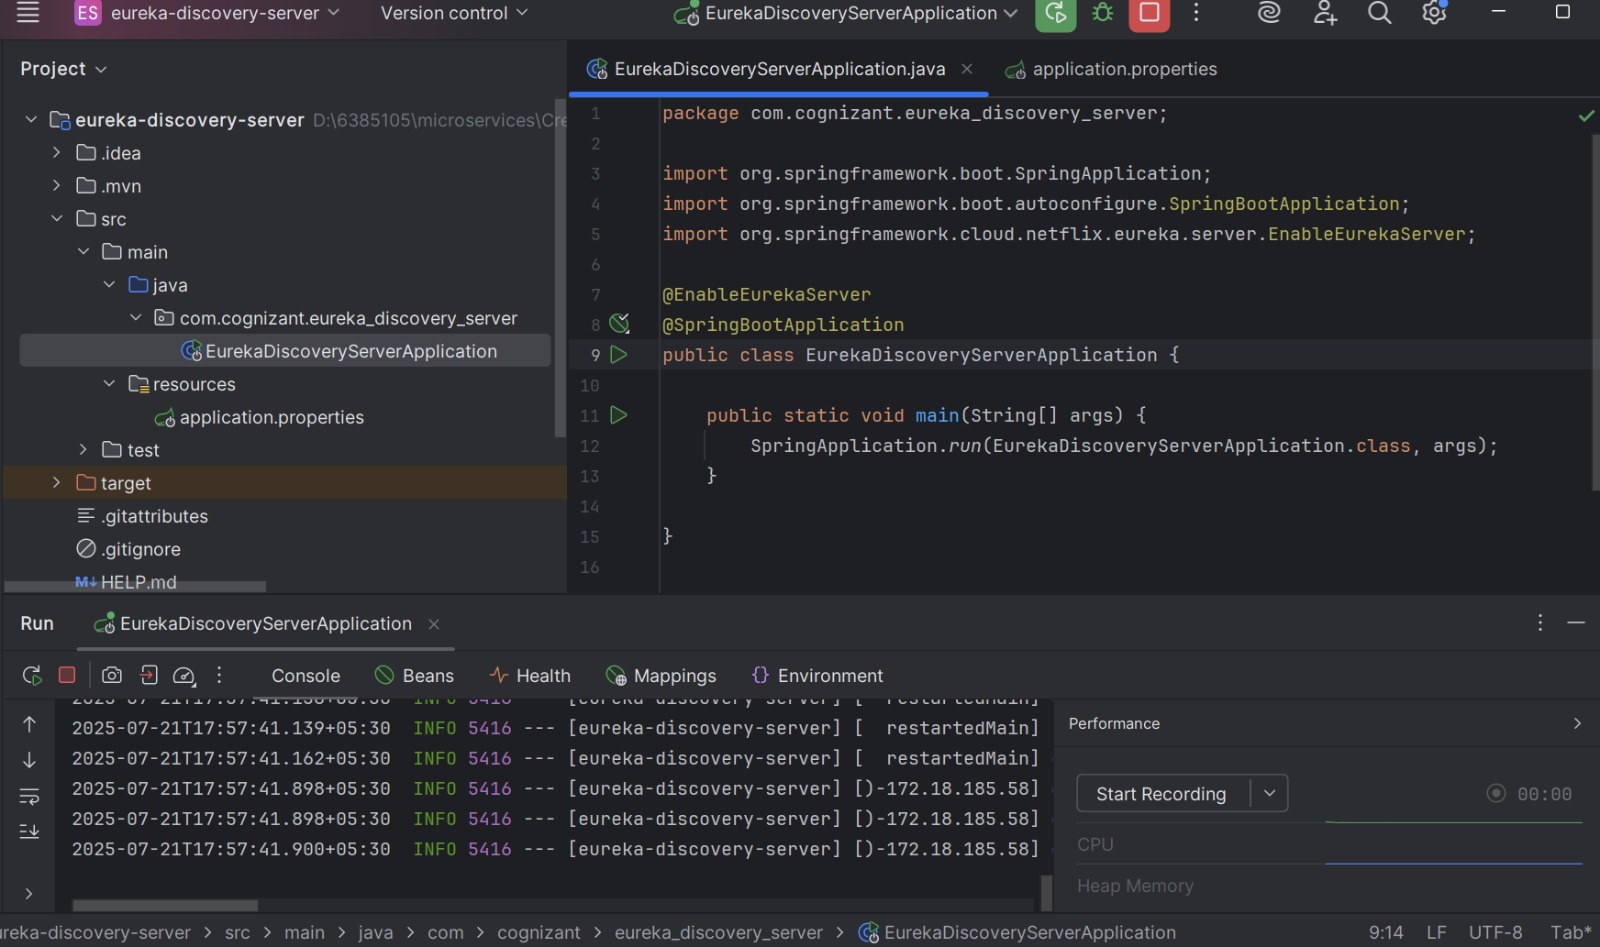 ES eureka-discovery-server Version control EurekaDiscoveryServerApplication
Project
eureka-discovery-server D:\6385105\microservices\Cre
.idea
.mvn
src
main
java
com.cognizant.eureka_discovery_server
EurekaDiscoveryServerApplication
resources
application.properties
test
target
.gitattributes
.gitignore
M↓ HELP.md
EurekaDiscoveryServerApplication.java application.properties
1 package com.cognizant.eureka_discovery_server;
2
3 import org.springframework.boot.SpringApplication;
4 import org.springframework.boot.autoconfigure.SpringBootApplication;
5 import org.springframework.cloud.netflix.eureka.server.EnableEurekaServer;
6
7 @EnableEurekaServer
8 @SpringBootApplication
9 public class EurekaDiscoveryServerApplication {
10
11 public static void main(String[] args) {
12 SpringApplication.run(EurekaDiscoveryServerApplication.class, args);
13 }
14
15 }
16
Run EurekaDiscoveryServerApplication
Console Beans Health Mappings Environment
INFO 5416 [eureka-discovery-server] [ restartedMain]
2025-07-21T17:57:41.139+05:30 INFO 5416 --- [eureka-discovery-server] [ restartedMain]
2025-07-21T17:57:41.162+05:30 INFO 5416 --- [eureka-discovery-server] [ restartedMain]
2025-07-21T17:57:41.898+05:30 INFO 5416 --- [eureka-discovery-server] [)-172.18.185.58]
2025-07-21T17:57:41.898+05:30 INFO 5416 --- [eureka-discovery-server] [)-172.18.185.58]
2025-07-21T17:57:41.900+05:30 INFO 5416 --- [eureka-discovery-server] [)-172.18.185.58]
Performance
Start Recording 00:00
CPU
Heap Memory
ureka-discovery-server > src > main > java > com > cognizant > eureka_discovery_server > EurekaDiscoveryServerApplication 9:14 LF UTF-8 Tab*